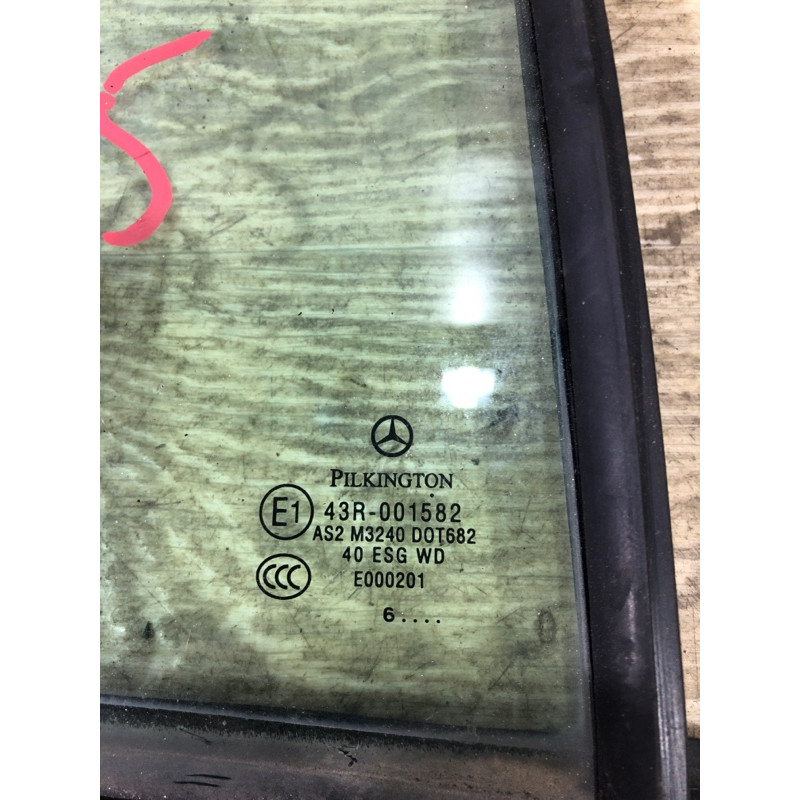 PILKINGTON
E1 43R-001582
AS2 M3240 DOT682
40 ESG WD
CCC E000201
6....